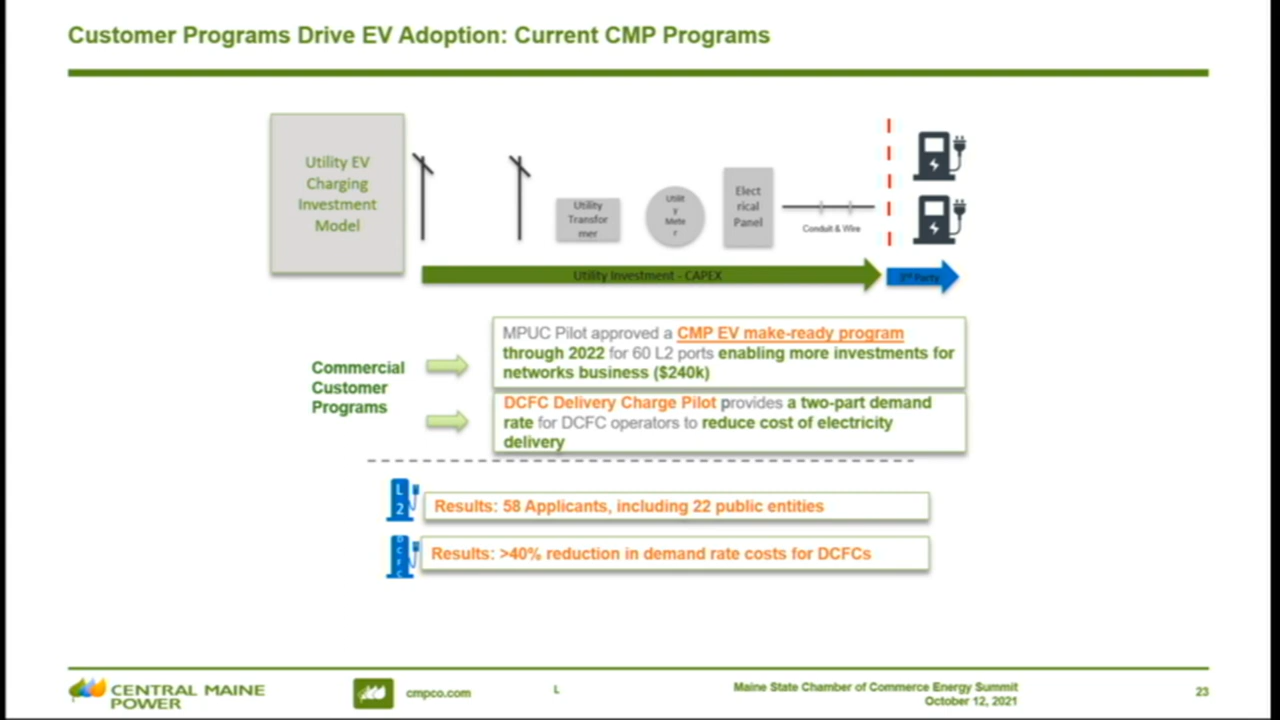 Customer Programs Drive EV Adoption: Current CMP Programs
Utility EV
Charging
Investment
Model
Utility
Transfor
mer
Utilit
y
Mete
r
Elect
rical
Panel
Conduit & Wire
Utility Investment - CAPEX
3rd Party
Commercial
Customer
Programs
MPUC Pilot approved a CMP EV make-ready program
through 2022 for 60 L2 ports enabling more investments for
networks business ($240k)
DCFC Delivery Charge Pilot provides a two-part demand
rate for DCFC operators to reduce cost of electricity
delivery
L
2
Results: 58 Applicants, including 22 public entities
D
C
F
C
Results: >40% reduction in demand rate costs for DCFCs
CENTRAL MAINE
POWER
cmpco.com
L
Maine State Chamber of Commerce Energy Summit
October 12, 2021
23